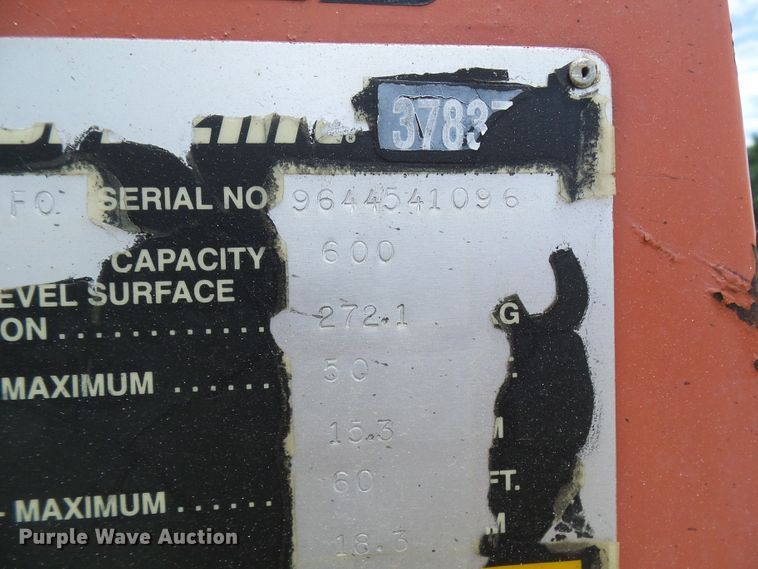 3783
FO SERIAL NO 9644541096
CAPACITY 600
EVEL SURFACE
ON ............. 272.1 G
MAXIMUM ...... 50
15.3 M
60 FT.
- MAXIMUM ......
18.3 M
Purple Wave Auction